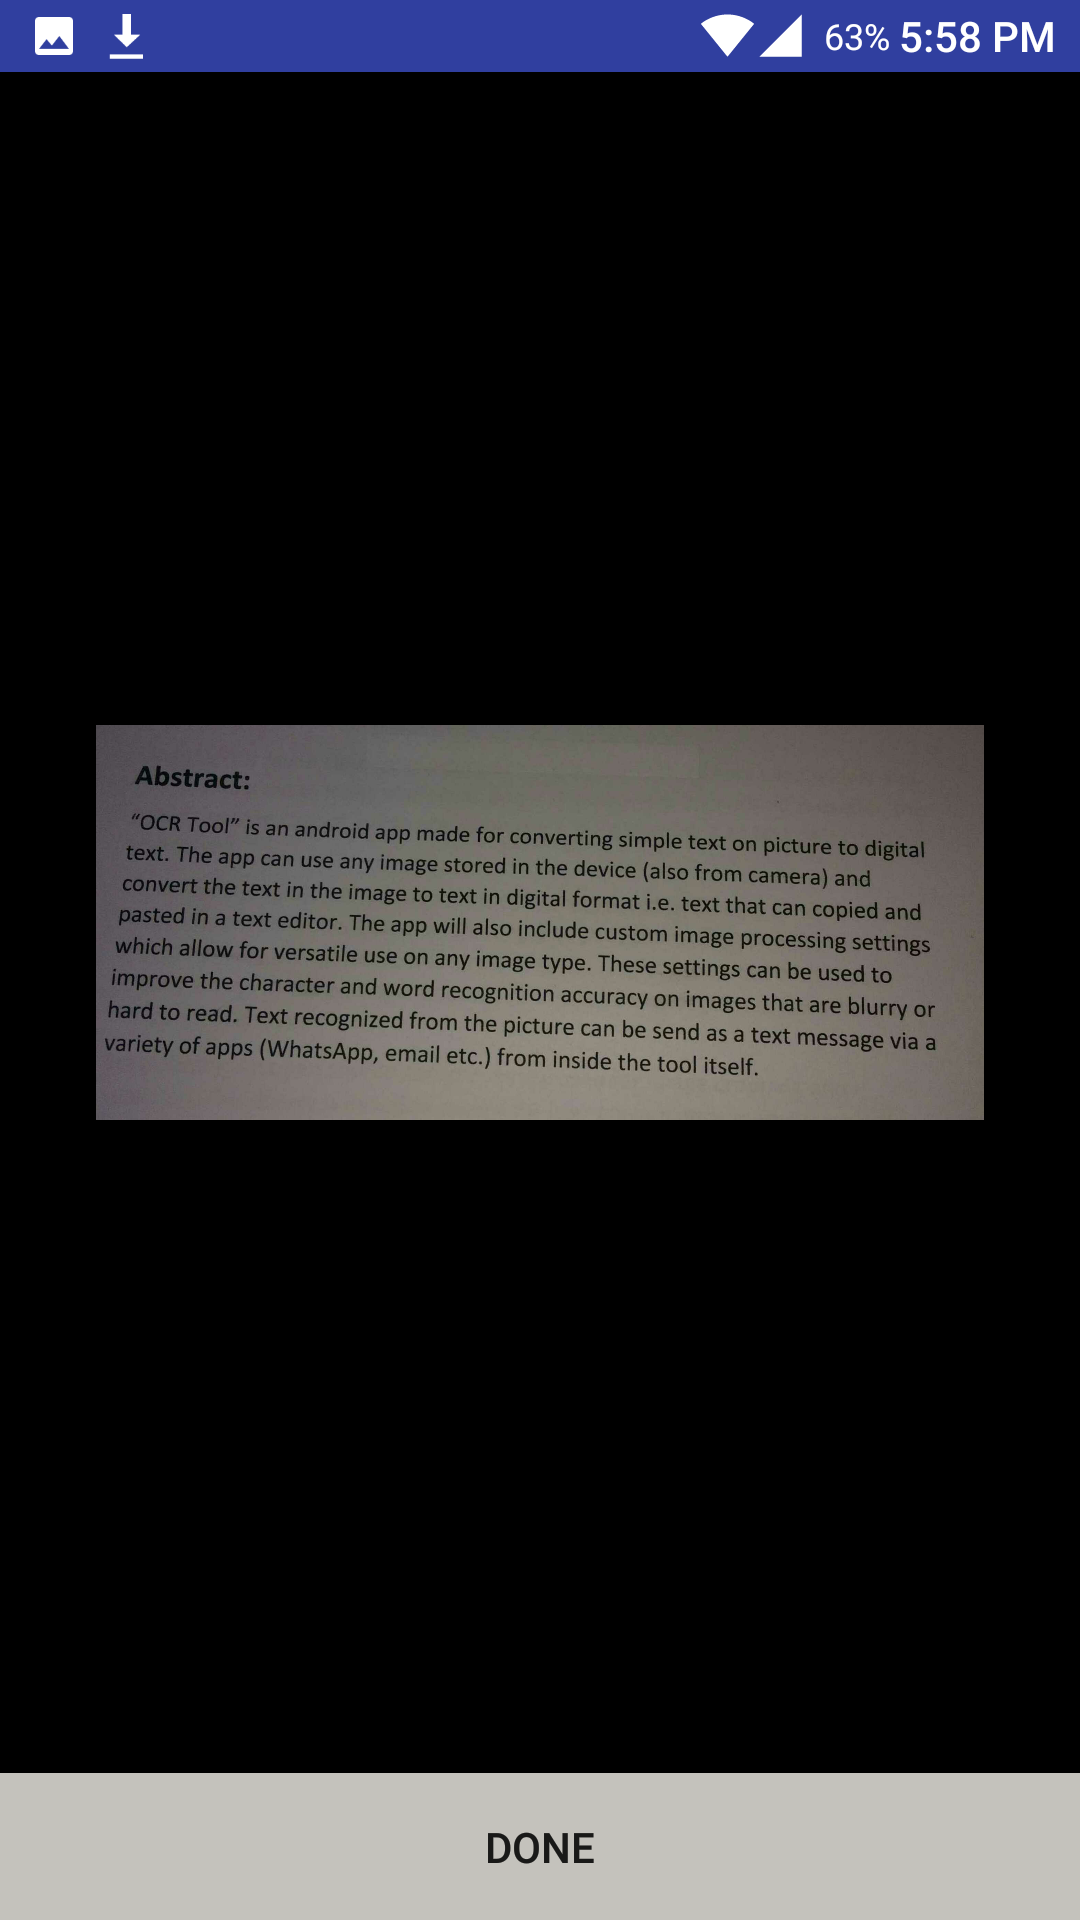 63% 5:58 PM
Abstract:
“OCR Tool” is an android app made for converting simple text on picture to digital
text. The app can use any image stored in the device (also from camera) and
convert the text in the image to text in digital format i.e. text that can copied and
pasted in a text editor. The app will also include custom image processing settings
which allow for versatile use on any image type. These settings can be used to
improve the character and word recognition accuracy on images that are blurry or
hard to read. Text recognized from the picture can be send as a text message via a
variety of apps (WhatsApp, email etc.) from inside the tool itself.
DONE